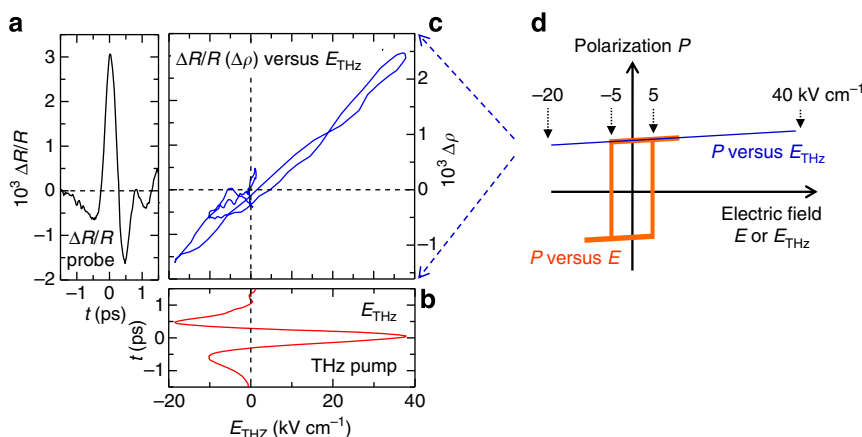 a
3
2
1
0
−1
−2
10³ ΔR/R
ΔR/R
probe
−1 0 1
t (ps)
c
ΔR/R (Δρ) versus E_THz
2
1
0
−1
10³ Δρ
b
E_THz
THz pump
1
0
−1
t (ps)
−20 0 20 40
E_THZ (kV cm⁻¹)
d
Polarization P
−20 −5 5 40 kV cm⁻¹
P versus E_THz
Electric field
E or E_THz
P versus E